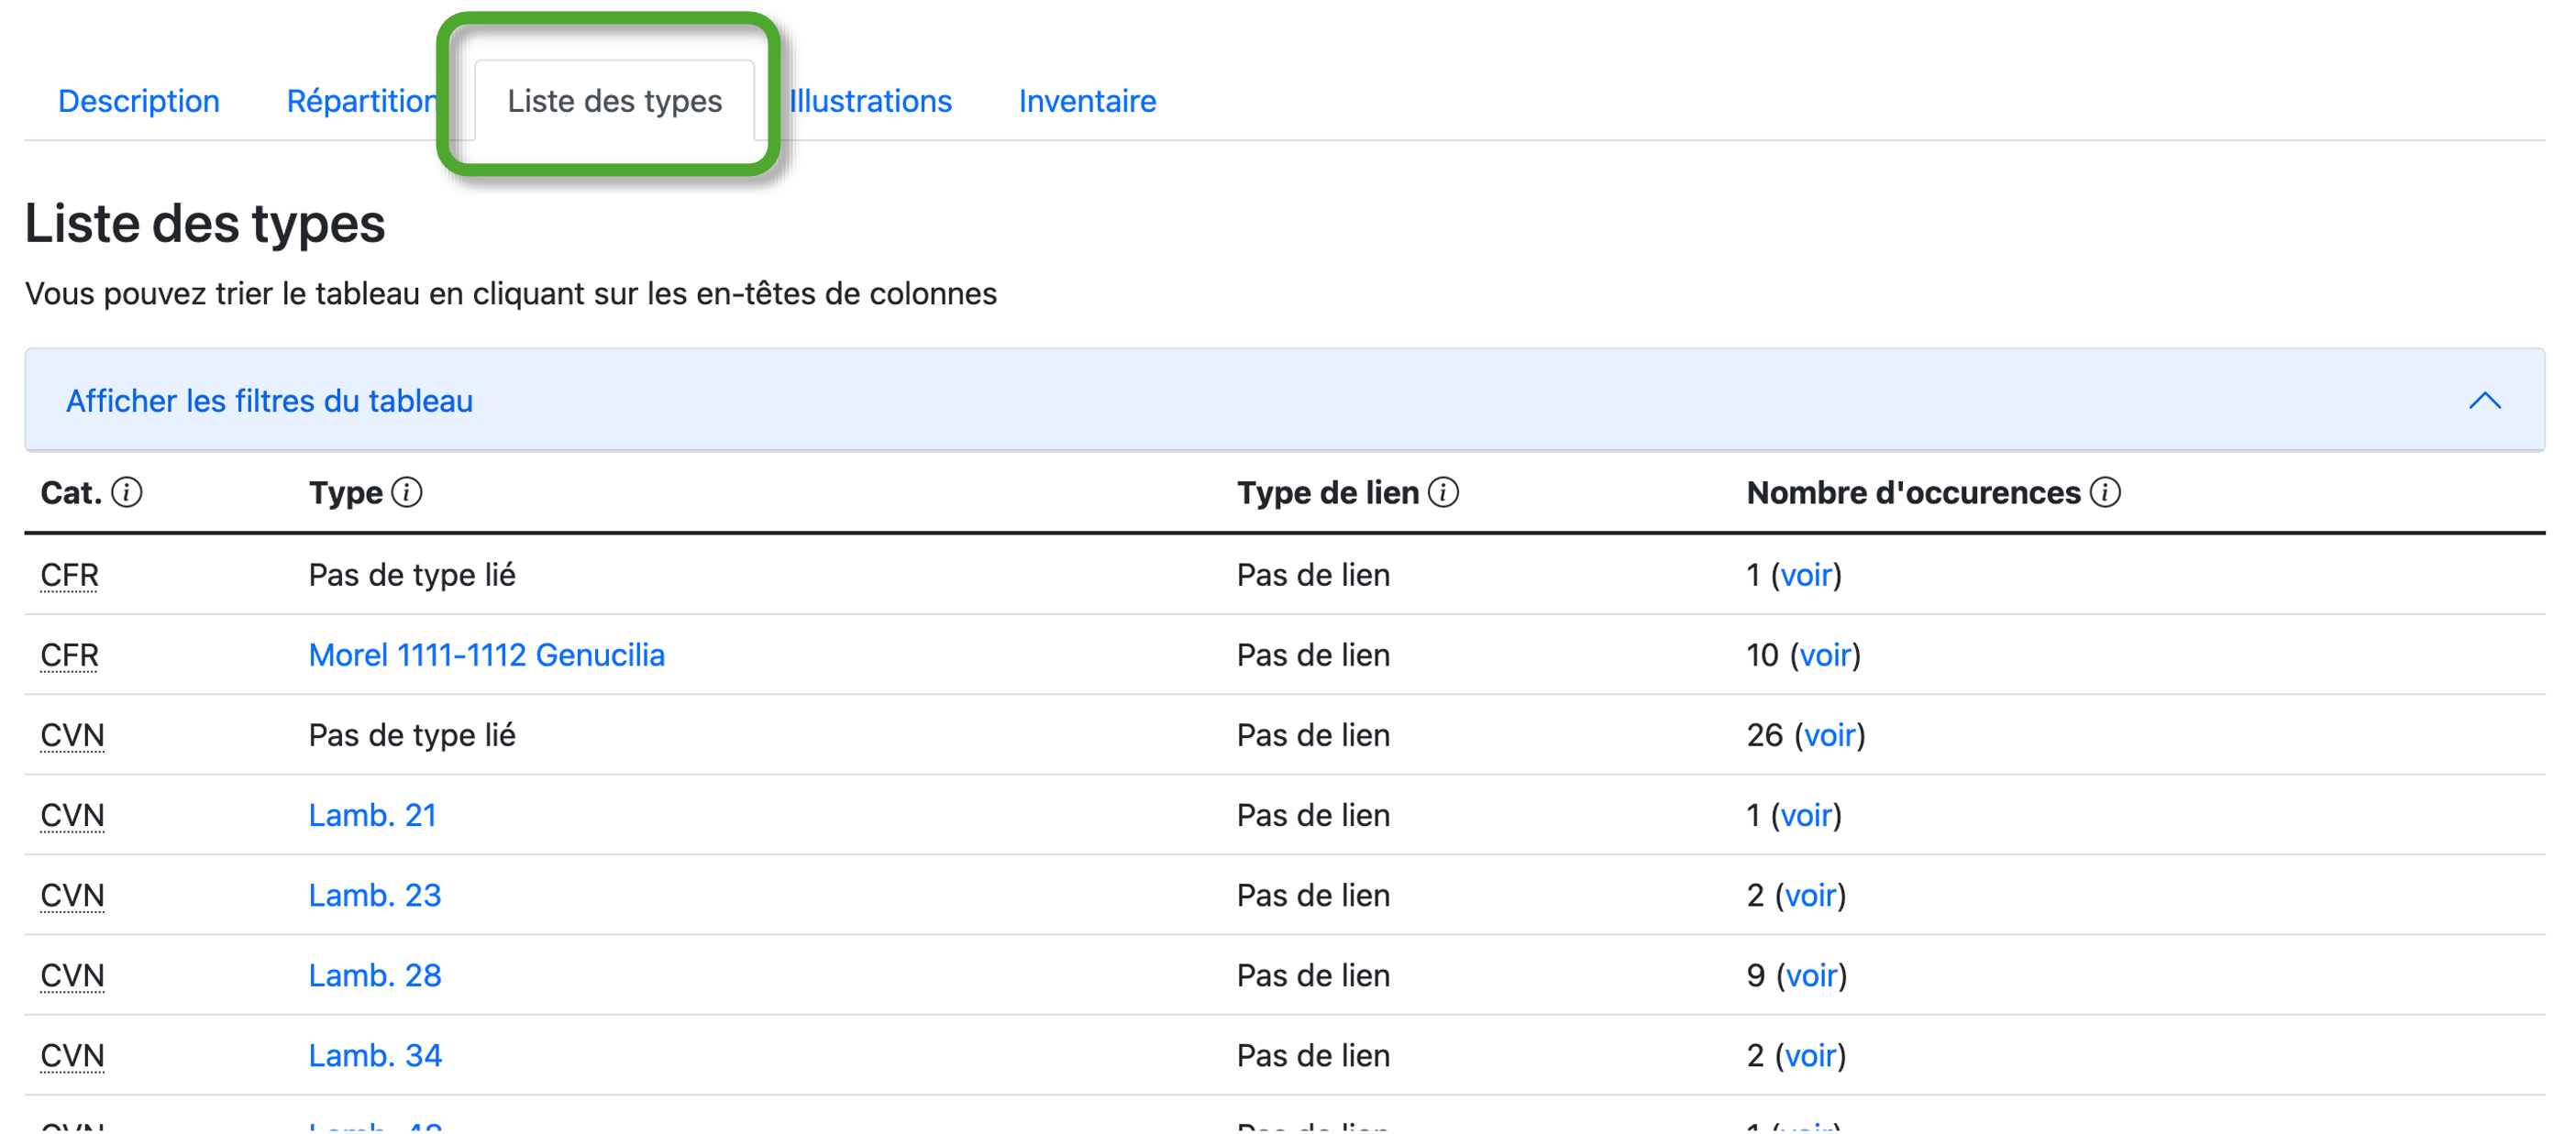 Description Répartition Liste des types Illustrations Inventaire
Liste des types
Vous pouvez trier le tableau en cliquant sur les en-têtes de colonnes
Afficher les filtres du tableau
Cat. Type Type de lien Nombre d'occurences
CFR Pas de type lié Pas de lien 1 (voir)
CFR Morel 1111-1112 Genucilia Pas de lien 10 (voir)
CVN Pas de type lié Pas de lien 26 (voir)
CVN Lamb. 21 Pas de lien 1 (voir)
CVN Lamb. 23 Pas de lien 2 (voir)
CVN Lamb. 28 Pas de lien 9 (voir)
CVN Lamb. 34 Pas de lien 2 (voir)